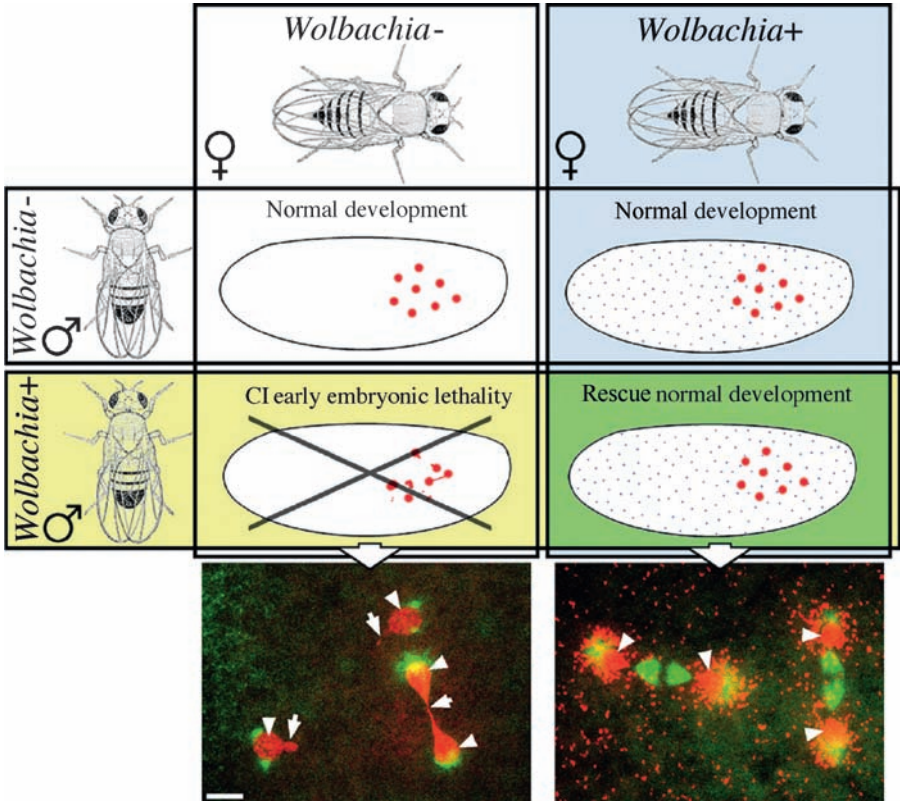 Wolbachia-
Wolbachia+
♀
♀
Wolbachia-
♂
Normal development
Normal development
Wolbachia+
♂
CI early embryonic lethality
Rescue normal development